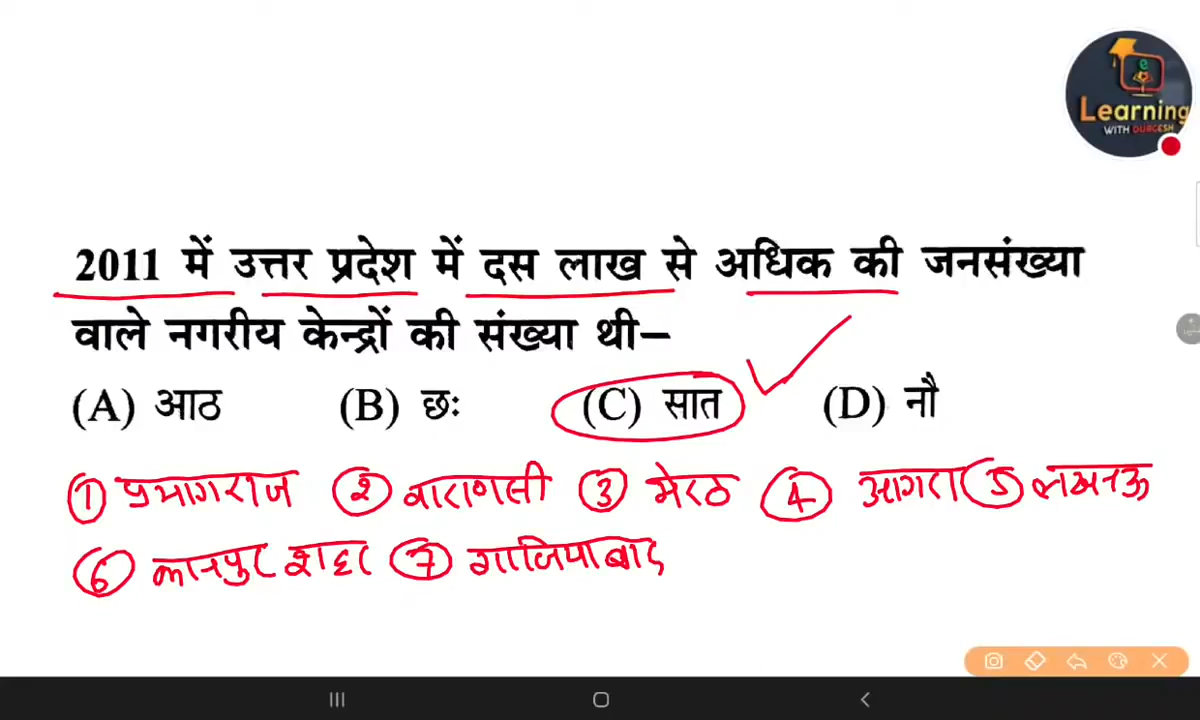 e
Learning
WITH DURGESH
2011 में उत्तर प्रदेश में दस लाख से अधिक की जनसंख्या
वाले नगरीय केन्द्रों की संख्या थी–
(A) आठ (B) छः (C) सात (D) नौ
① प्रयागराज ② वाराणसी ③ मेरठ ④ आगरा ⑤ लखनऊ
⑥ कानपुर शहर ⑦ गाजियाबाद